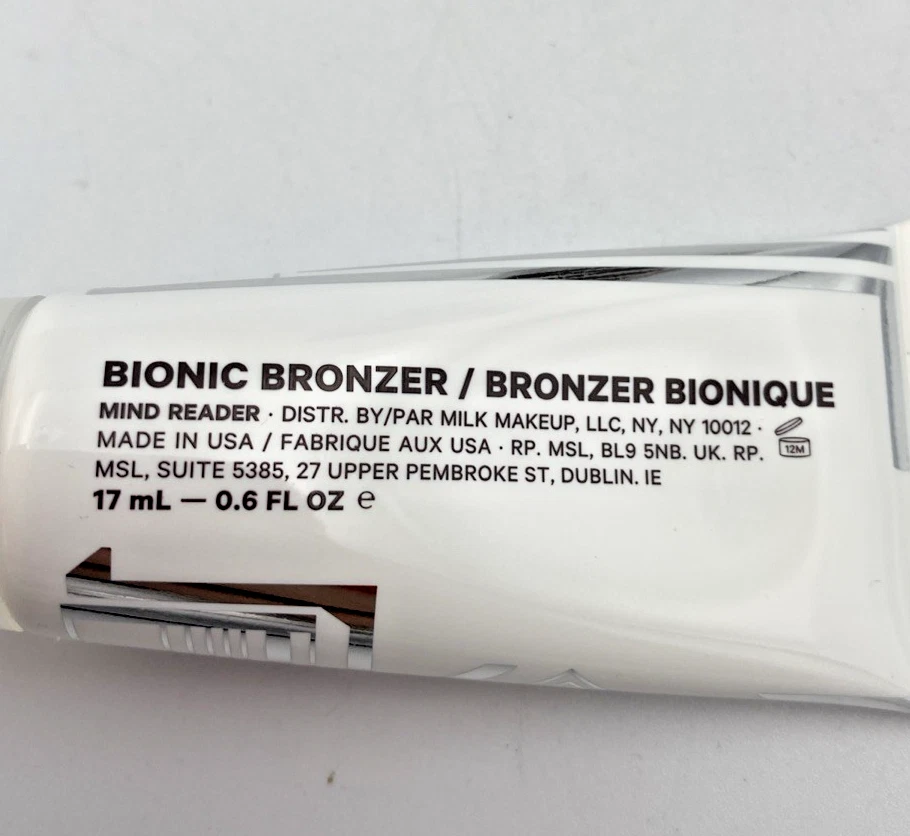 BIONIC BRONZER / BRONZER BIONIQUE
MIND READER · DISTR. BY/PAR MILK MAKEUP, LLC, NY, NY 10012 ·
MADE IN USA / FABRIQUE AUX USA · RP. MSL, BL9 5NB. UK. RP.
12M
MSL, SUITE 5385, 27 UPPER PEMBROKE ST, DUBLIN. IE
17 mL — 0.6 FL OZ e